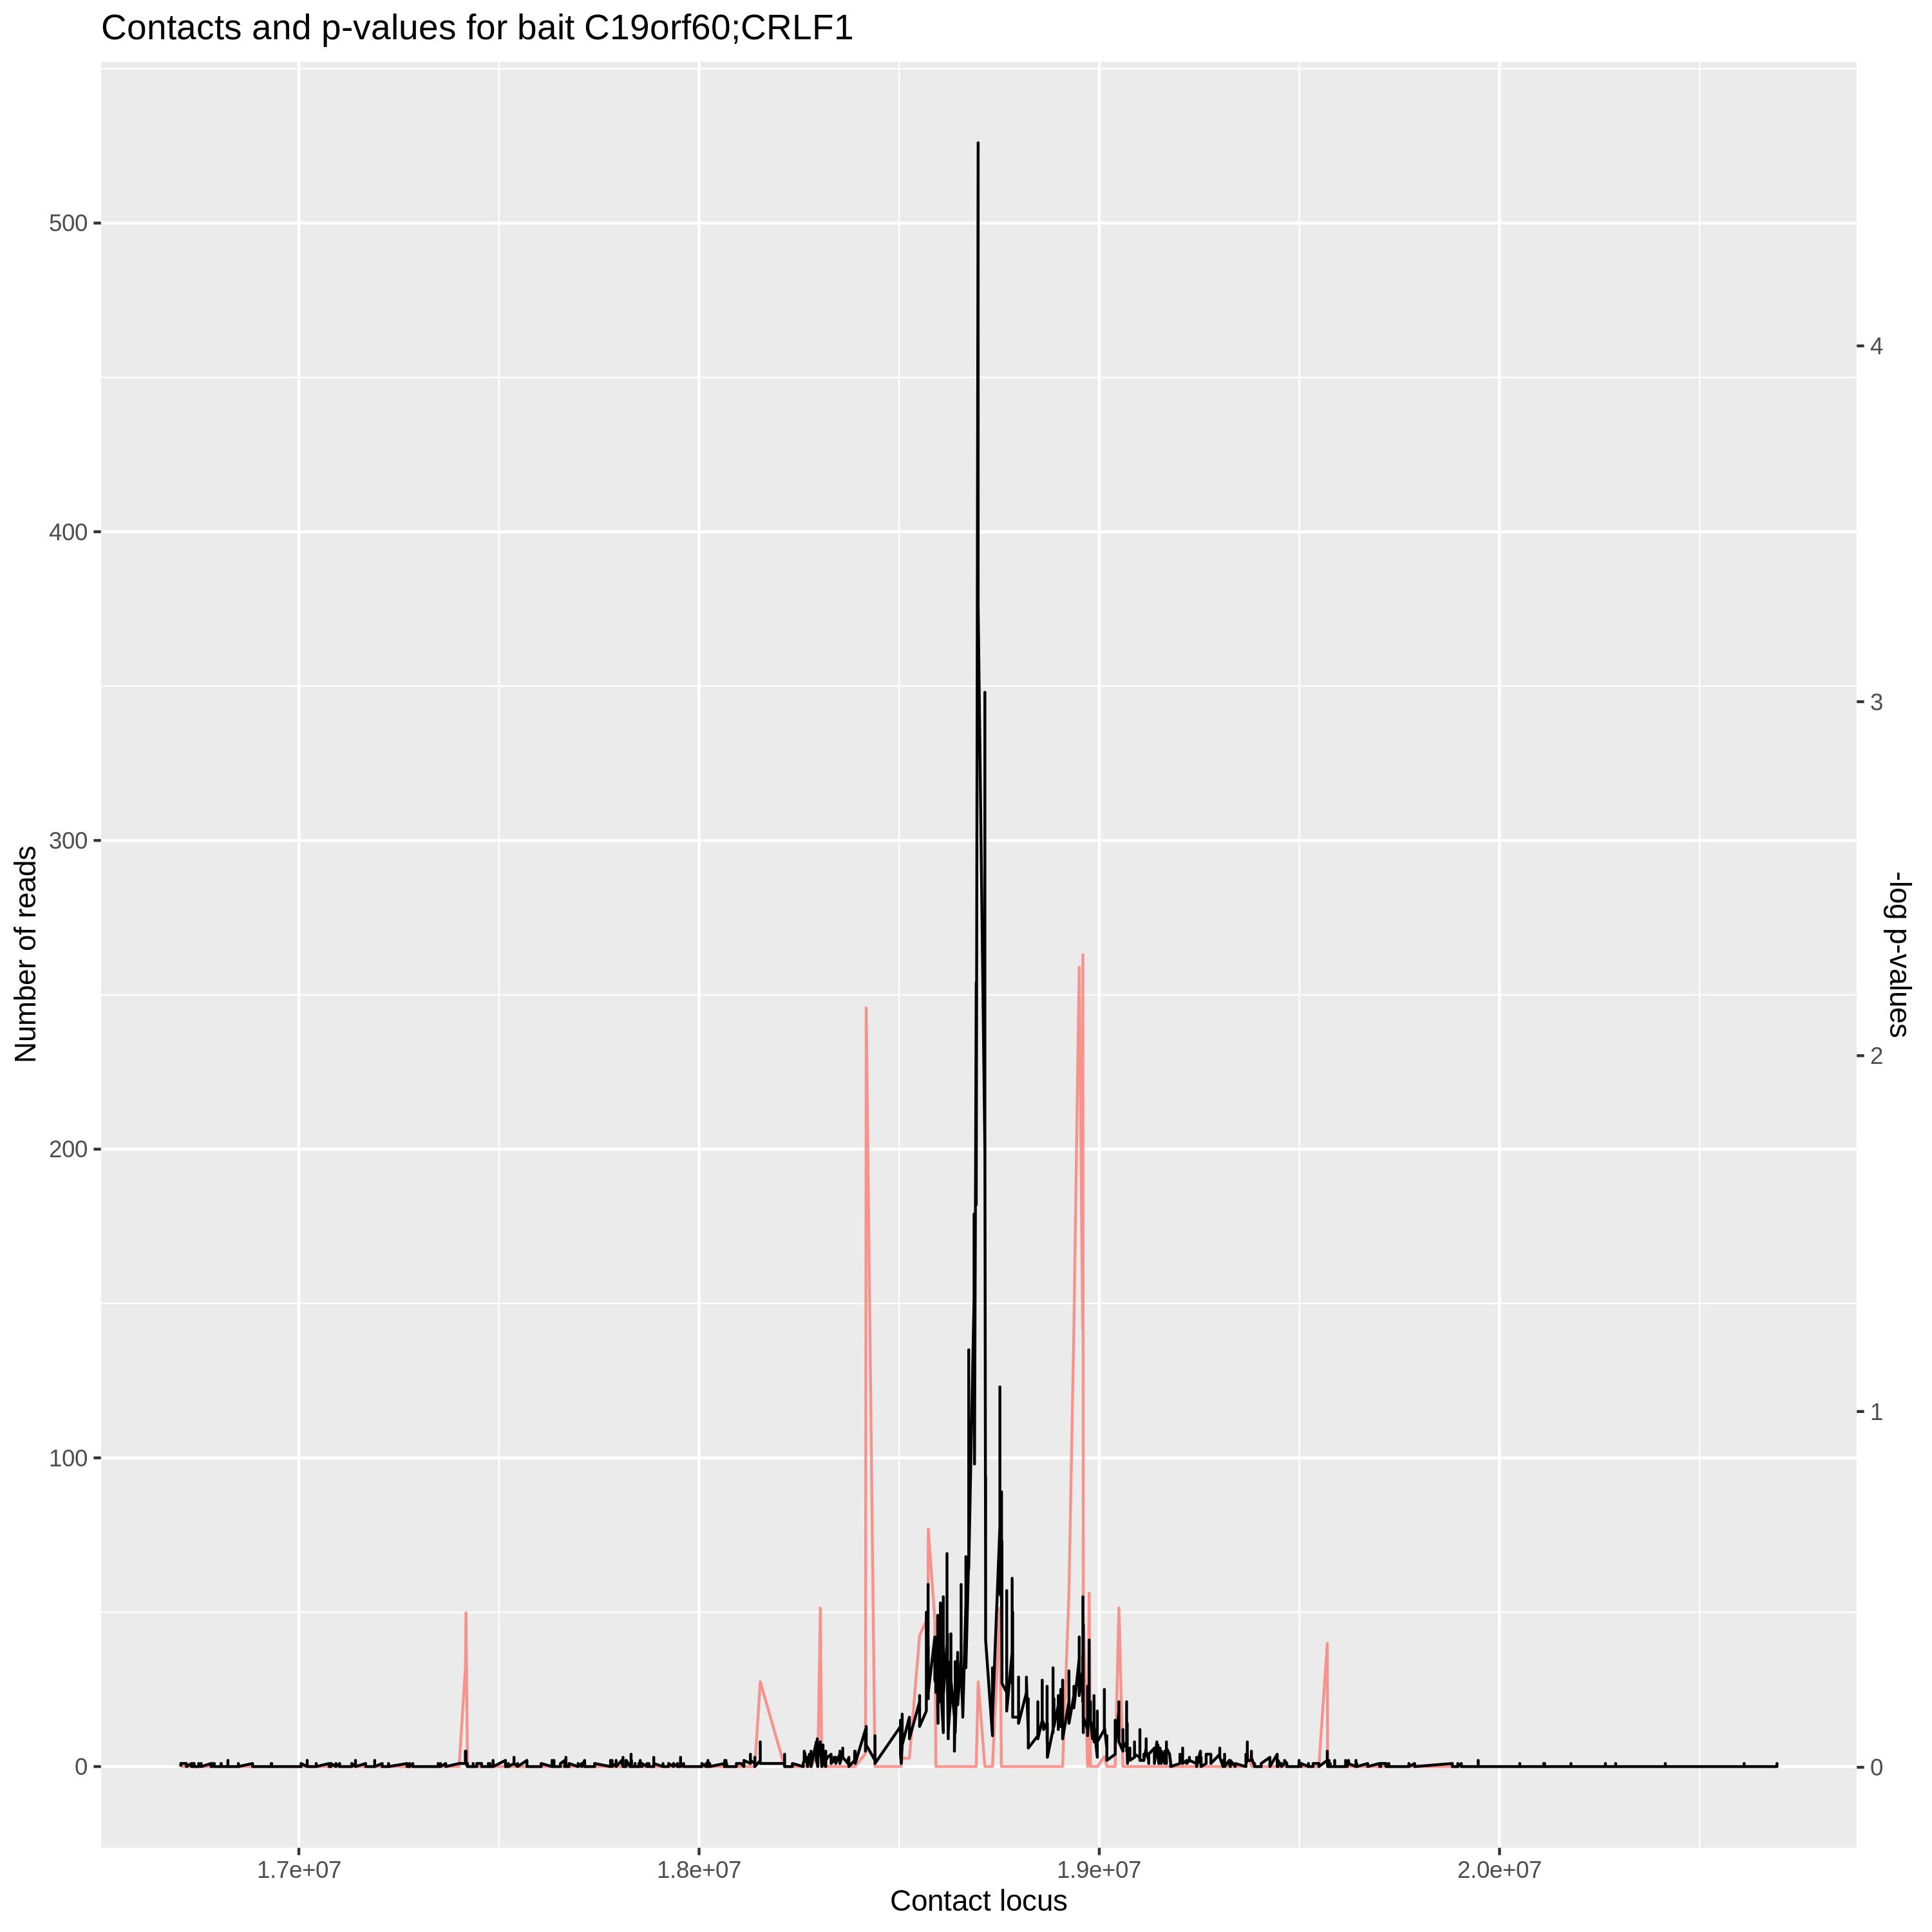 Contacts and p-values for bait C19orf60;CRLF1
500
400
300
200
100
0
Number of reads
4
3
2
1
0
-log p-values
1.7e+07
1.8e+07
1.9e+07
2.0e+07
Contact locus